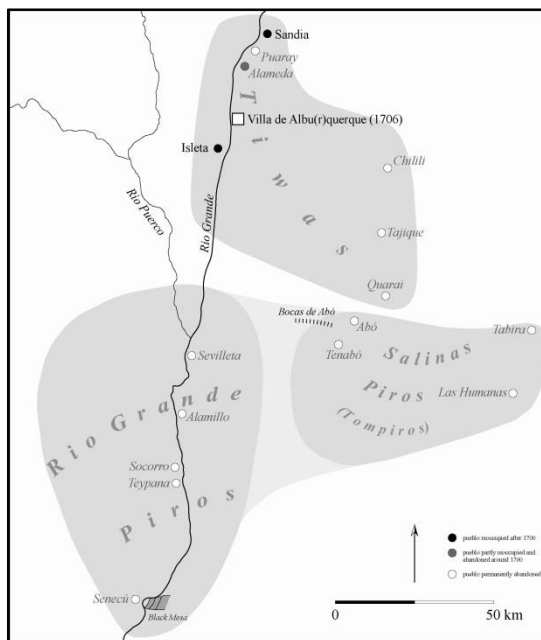 Sandia
Puaray
Alameda
Tiwas
Villa de Albu(r)querque (1706)
Isleta
Chilili
Rio Puerco
Rio Grande
Tajique
Quarai
Bocas de Abò
Abò
Tabira
Tenabó
Salinas
Piros
(Tompiros)
Las Humanas
Sevilleta
Rio Grande
Piros
Alamillo
Socorro
Teypana
Senecú
Black Mesa
pueblo reoccupied after 1700
pueblo partly reoccupied and
abandoned around 1700
pueblo permanently abandoned
0 50 km